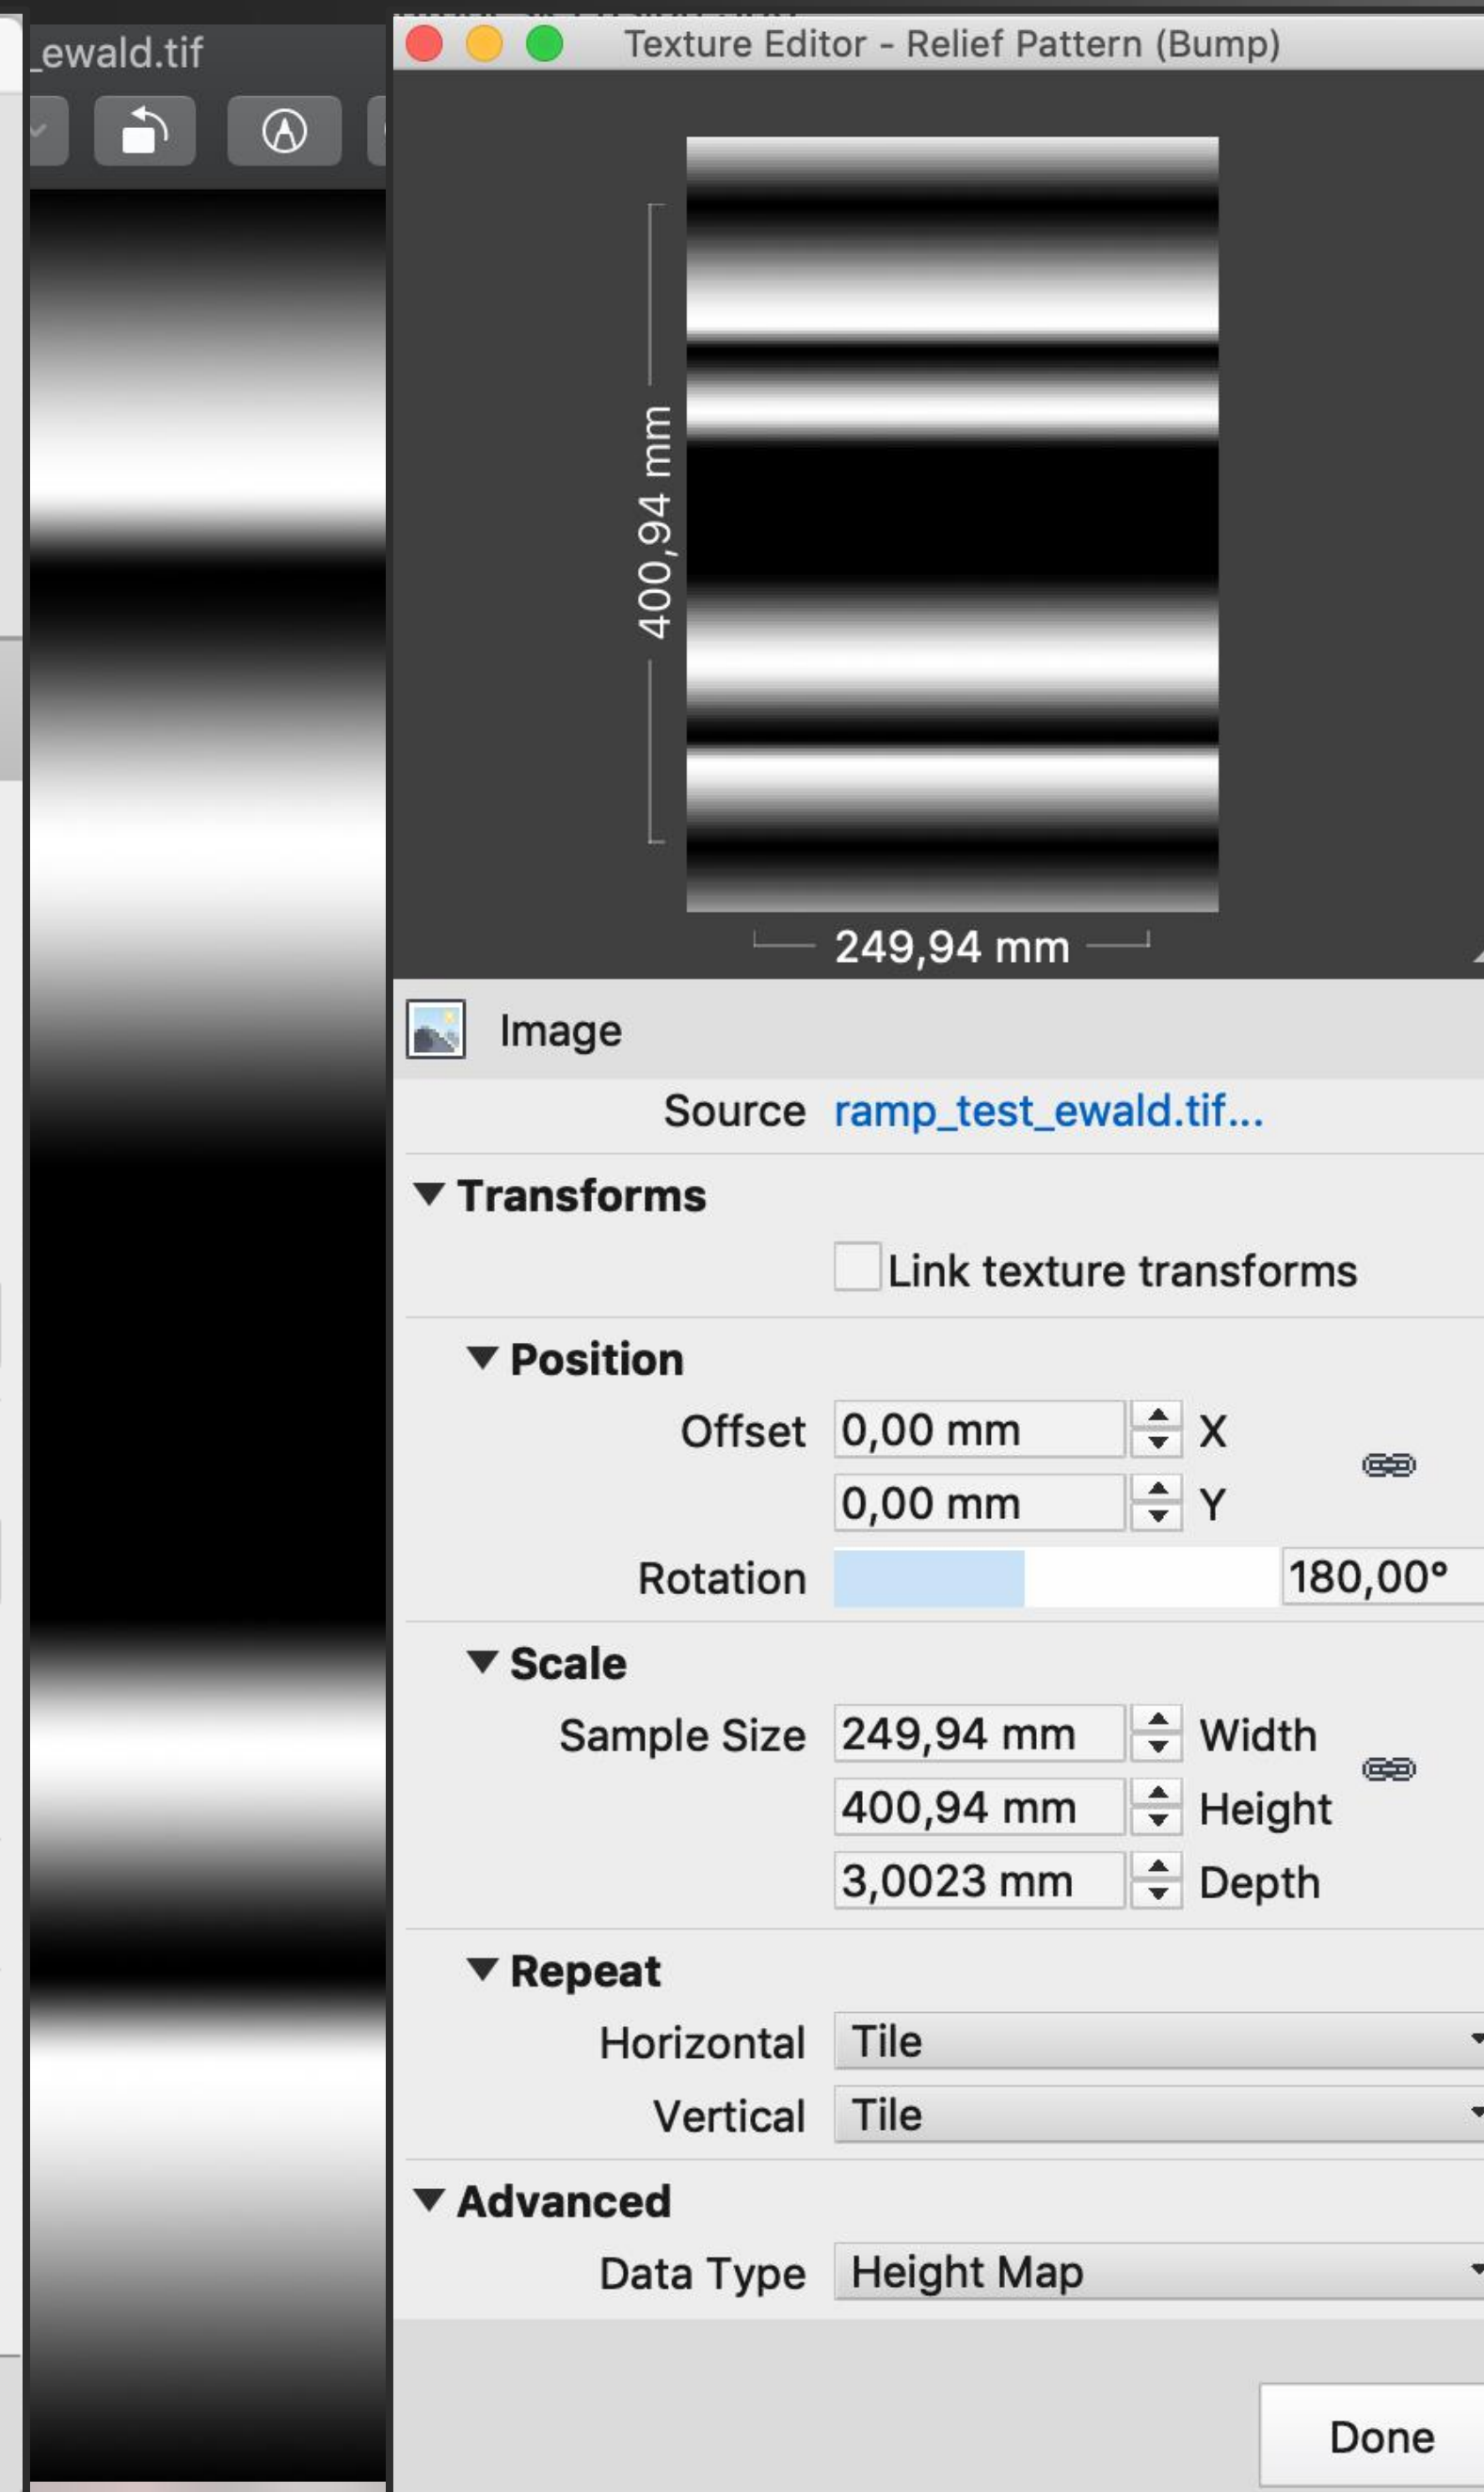 _ewald.tif
Texture Editor - Relief Pattern (Bump)
400,94 mm
249,94 mm
Image
Source ramp_test_ewald.tif...
Transforms
Link texture transforms
Position
Offset 0,00 mm X
0,00 mm Y
Rotation 180,00°
Scale
Sample Size 249,94 mm Width
400,94 mm Height
3,0023 mm Depth
Repeat
Horizontal Tile
Vertical Tile
Advanced
Data Type Height Map
Done